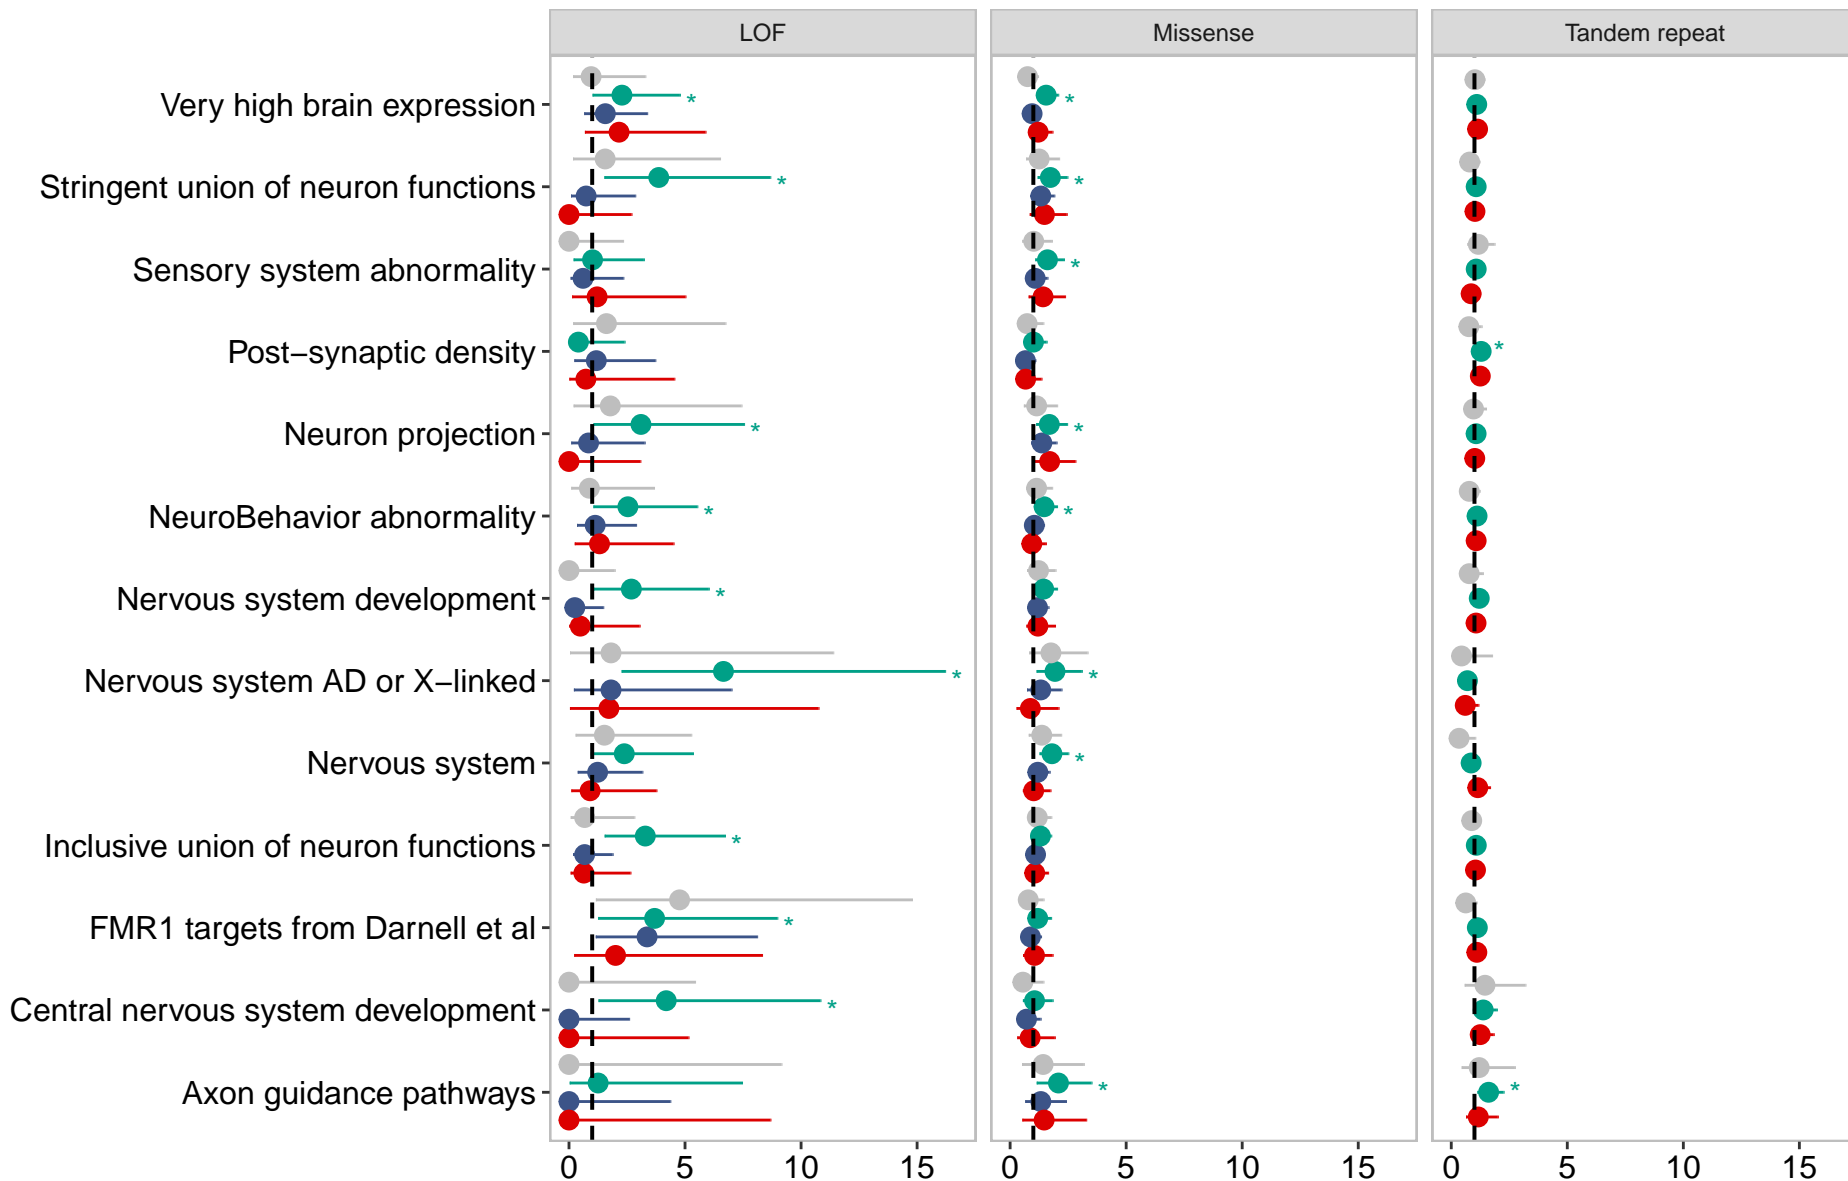 LOF Missense Tandem repeat
Very high brain expression * *
Stringent union of neuron functions * *
Sensory system abnormality *
Post−synaptic density *
Neuron projection * *
NeuroBehavior abnormality * *
Nervous system development *
Nervous system AD or X−linked * *
Nervous system *
Inclusive union of neuron functions *
FMR1 targets from Darnell et al *
Central nervous system development *
Axon guidance pathways * *
0 5 10 15 0 5 10 15 0 5 10 15